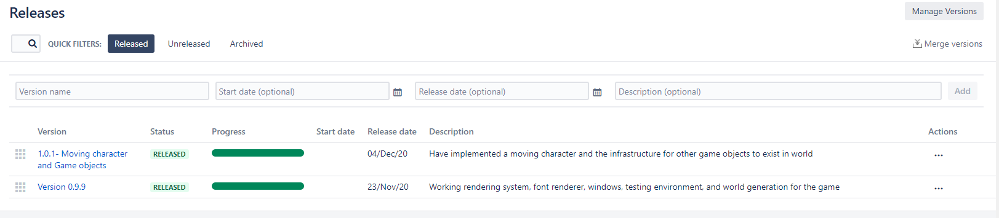 Releases
Manage Versions
QUICK FILTERS: Released Unreleased Archived
Merge versions
Version name Start date (optional) Release date (optional) Description (optional) Add
Version Status Progress Start date Release date Description Actions
1.0.1- Moving character RELEASED 04/Dec/20 Have implemented a moving character and the infrastructure for other game objects to exist in world
and Game objects
Version 0.9.9 RELEASED 23/Nov/20 Working rendering system, font renderer, windows, testing environment, and world generation for the game